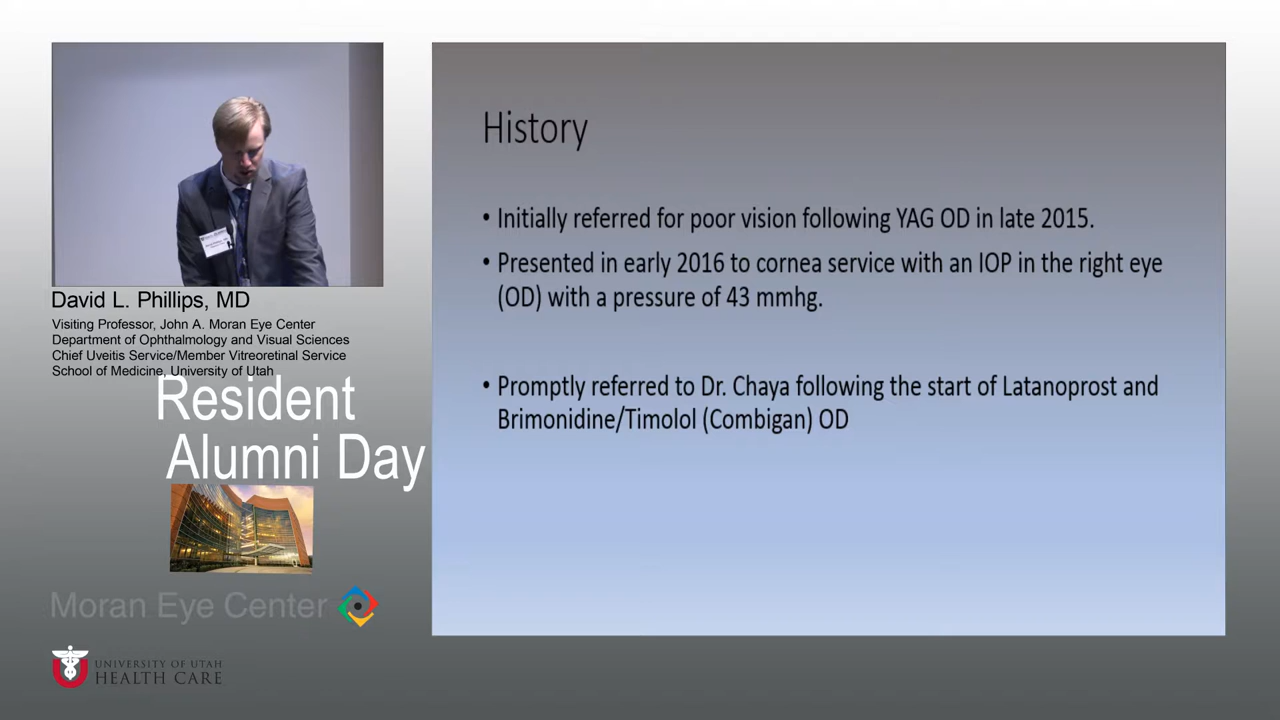 David L. Phillips, MD
Visiting Professor, John A. Moran Eye Center
Department of Ophthalmology and Visual Sciences
Chief Uveitis Service/Member Vitreoretinal Service
School of Medicine, University of Utah
Resident
Alumni Day
Moran Eye Center
UNIVERSITY OF UTAH
HEALTH CARE
History
• Initially referred for poor vision following YAG OD in late 2015.
• Presented in early 2016 to cornea service with an IOP in the right eye
(OD) with a pressure of 43 mmhg.
• Promptly referred to Dr. Chaya following the start of Latanoprost and
Brimonidine/Timolol (Combigan) OD